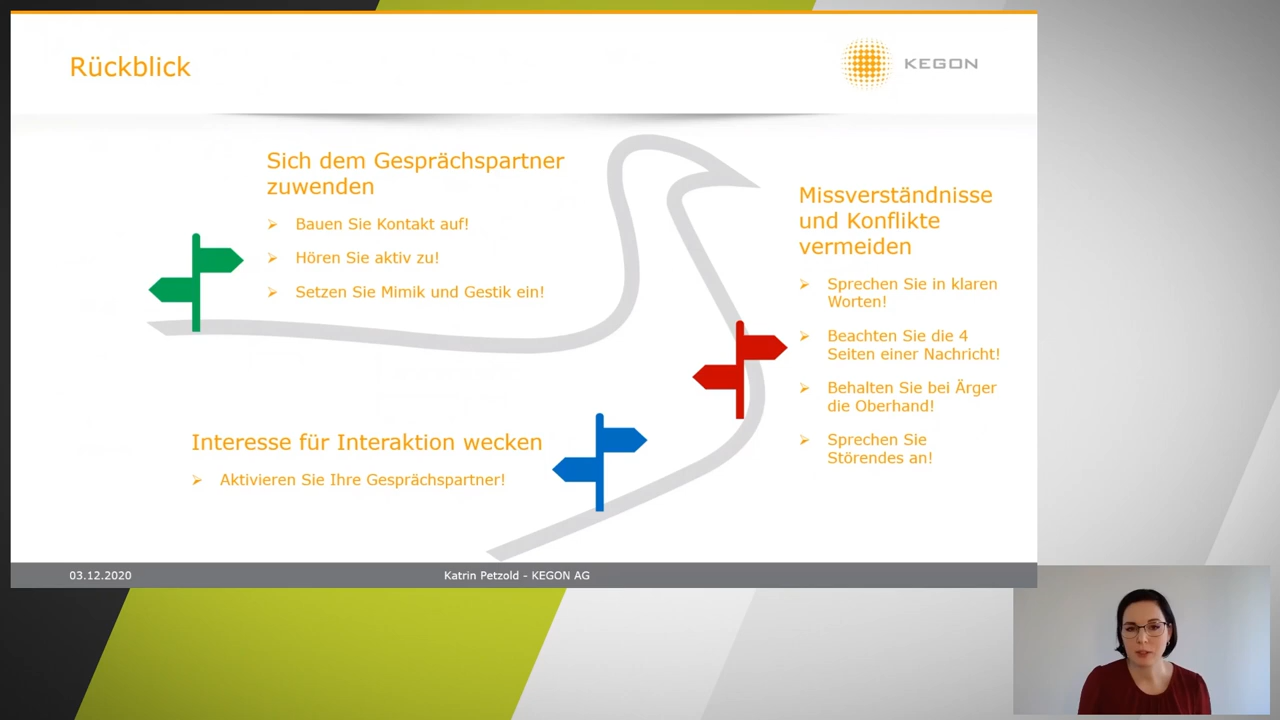 Rückblick
KEGON
Sich dem Gesprächspartner
zuwenden
Bauen Sie Kontakt auf!
Hören Sie aktiv zu!
Setzen Sie Mimik und Gestik ein!
Missverständnisse
und Konflikte
vermeiden
Sprechen Sie in klaren
Worten!
Beachten Sie die 4
Seiten einer Nachricht!
Behalten Sie bei Ärger
die Oberhand!
Sprechen Sie
Störendes an!
Interesse für Interaktion wecken
Aktivieren Sie Ihre Gesprächspartner!
03.12.2020
Katrin Petzold - KEGON AG